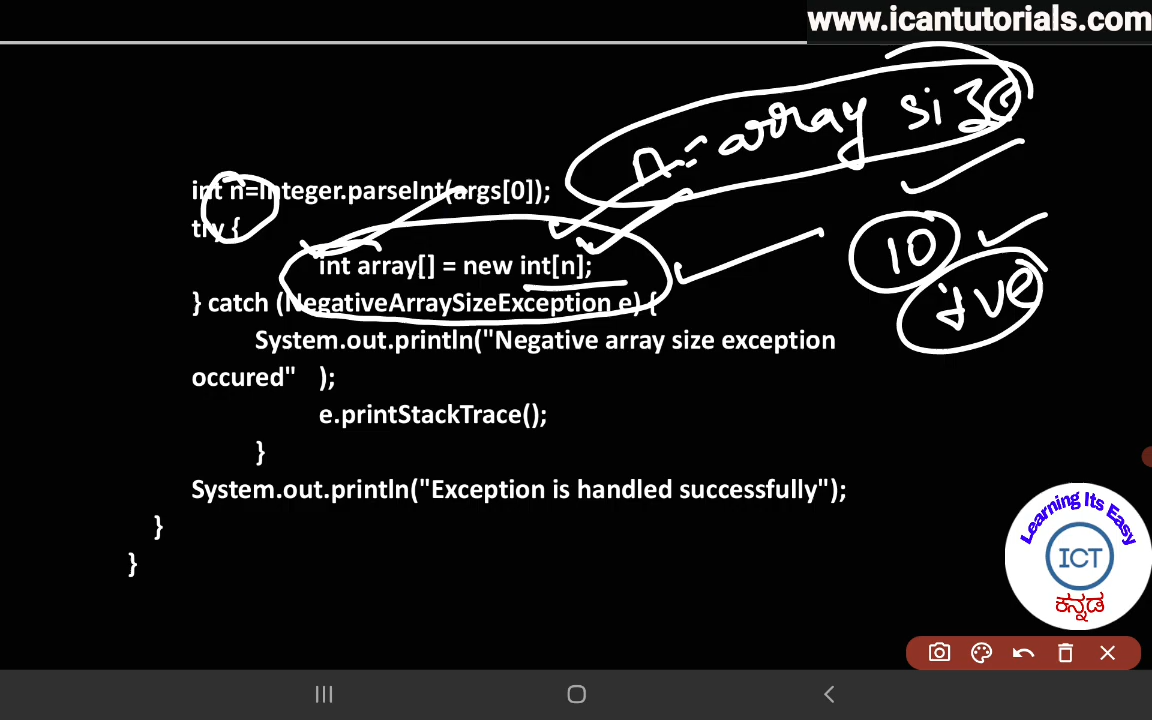 www.icantutorials.com
n=array size
int n=Integer.parseInt(args[0]);
try {
int array[] = new int[n];
} catch (NegativeArraySizeException e) {
System.out.println("Negative array size exception
occured" );
e.printStackTrace();
}
System.out.println("Exception is handled successfully");
}
}
10
+ve
Learning Its Easy
ICT
ಕನ್ನಡ